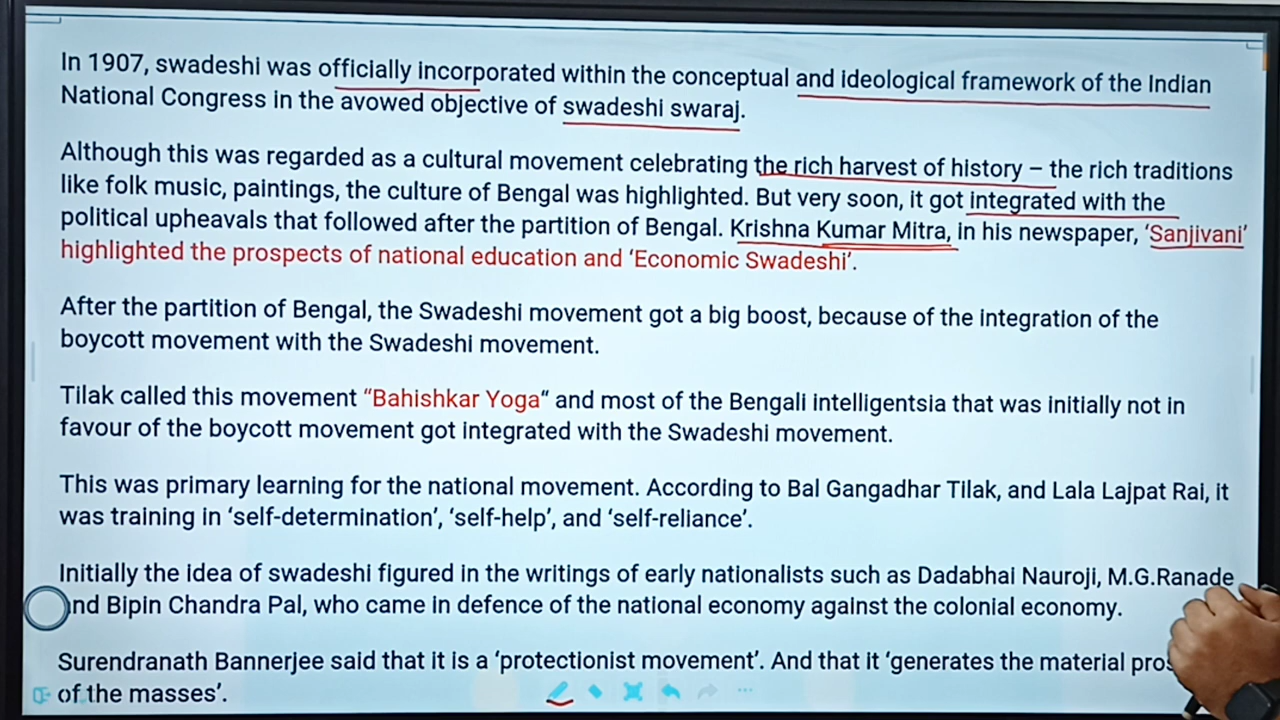 In 1907, swadeshi was officially incorporated within the conceptual and ideological framework of the Indian
National Congress in the avowed objective of swadeshi swaraj.
Although this was regarded as a cultural movement celebrating the rich harvest of history – the rich traditions
like folk music, paintings, the culture of Bengal was highlighted. But very soon, it got integrated with the
political upheavals that followed after the partition of Bengal. Krishna Kumar Mitra, in his newspaper, ‘Sanjivani’
highlighted the prospects of national education and ‘Economic Swadeshi’.
After the partition of Bengal, the Swadeshi movement got a big boost, because of the integration of the
boycott movement with the Swadeshi movement.
Tilak called this movement “Bahishkar Yoga“ and most of the Bengali intelligentsia that was initially not in
favour of the boycott movement got integrated with the Swadeshi movement.
This was primary learning for the national movement. According to Bal Gangadhar Tilak, and Lala Lajpat Rai, it
was training in ‘self-determination’, ‘self-help’, and ‘self-reliance’.
Initially the idea of swadeshi figured in the writings of early nationalists such as Dadabhai Nauroji, M.G.Ranade
and Bipin Chandra Pal, who came in defence of the national economy against the colonial economy.
Surendranath Bannerjee said that it is a ‘protectionist movement’. And that it ‘generates the material
of the masses’.